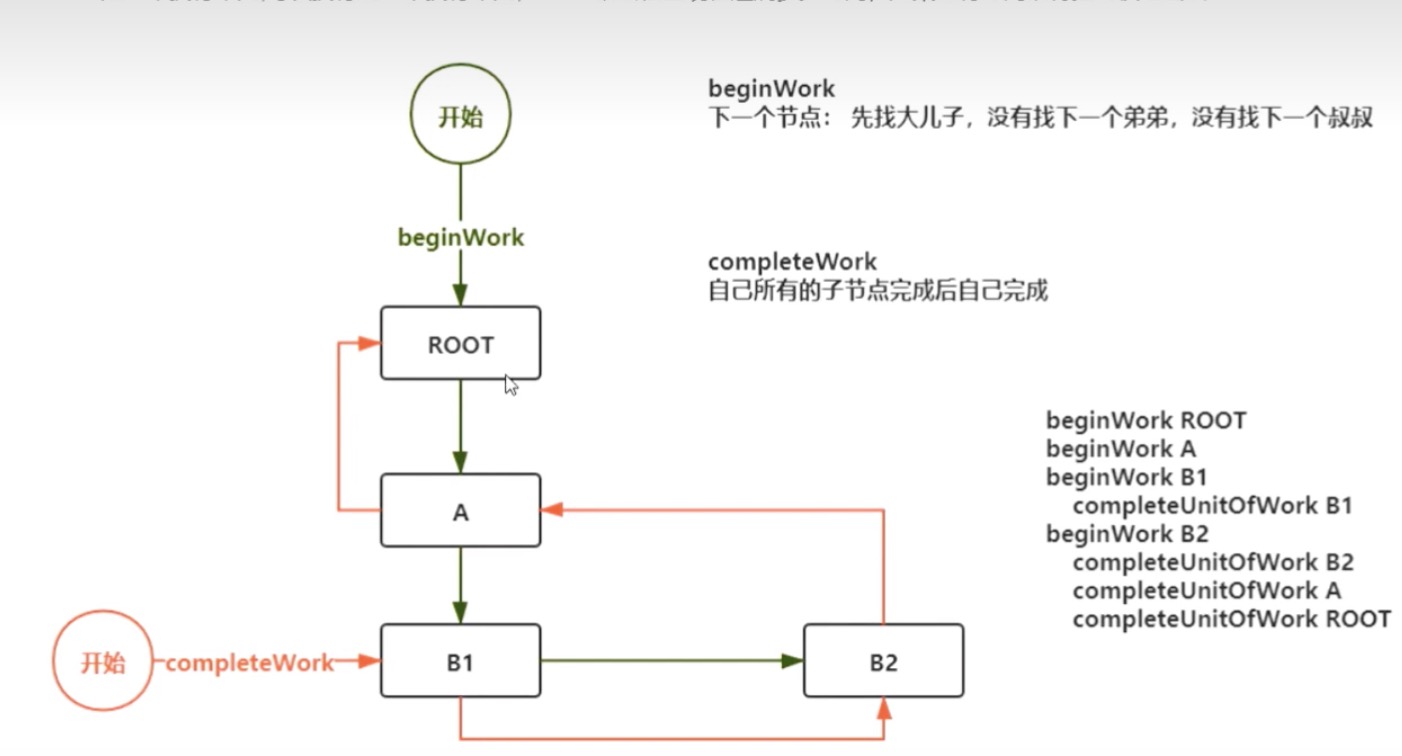 开始
beginWork
下一个节点： 先找大儿子，没有找下一个弟弟，没有找下一个叔叔
beginWork
completeWork
自己所有的子节点完成后自己完成
ROOT
A
beginWork ROOT
beginWork A
beginWork B1
completeUnitOfWork B1
beginWork B2
completeUnitOfWork B2
completeUnitOfWork A
completeUnitOfWork ROOT
开始
completeWork
B1
B2